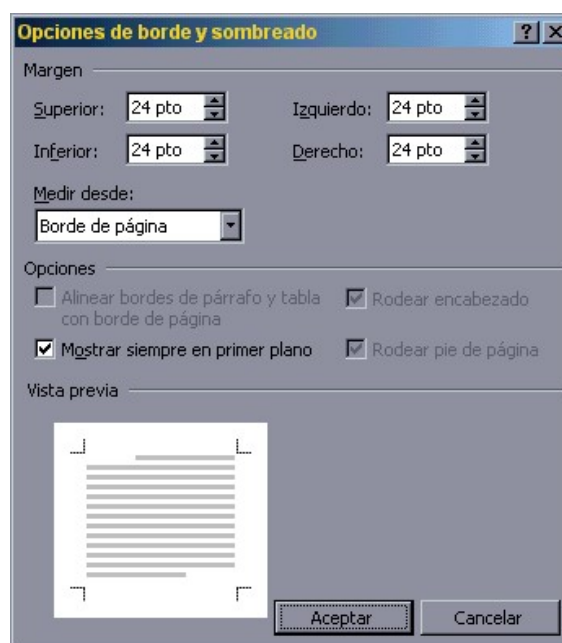 Opciones de borde y sombreado
Margen
Superior: 24 pto Izquierdo: 24 pto
Inferior: 24 pto Derecho: 24 pto
Medir desde:
Borde de página
Opciones
Alinear bordes de párrafo y tabla
con borde de página
Rodear encabezado
Mostrar siempre en primer plano Rodear pie de página
Vista previa
Aceptar Cancelar